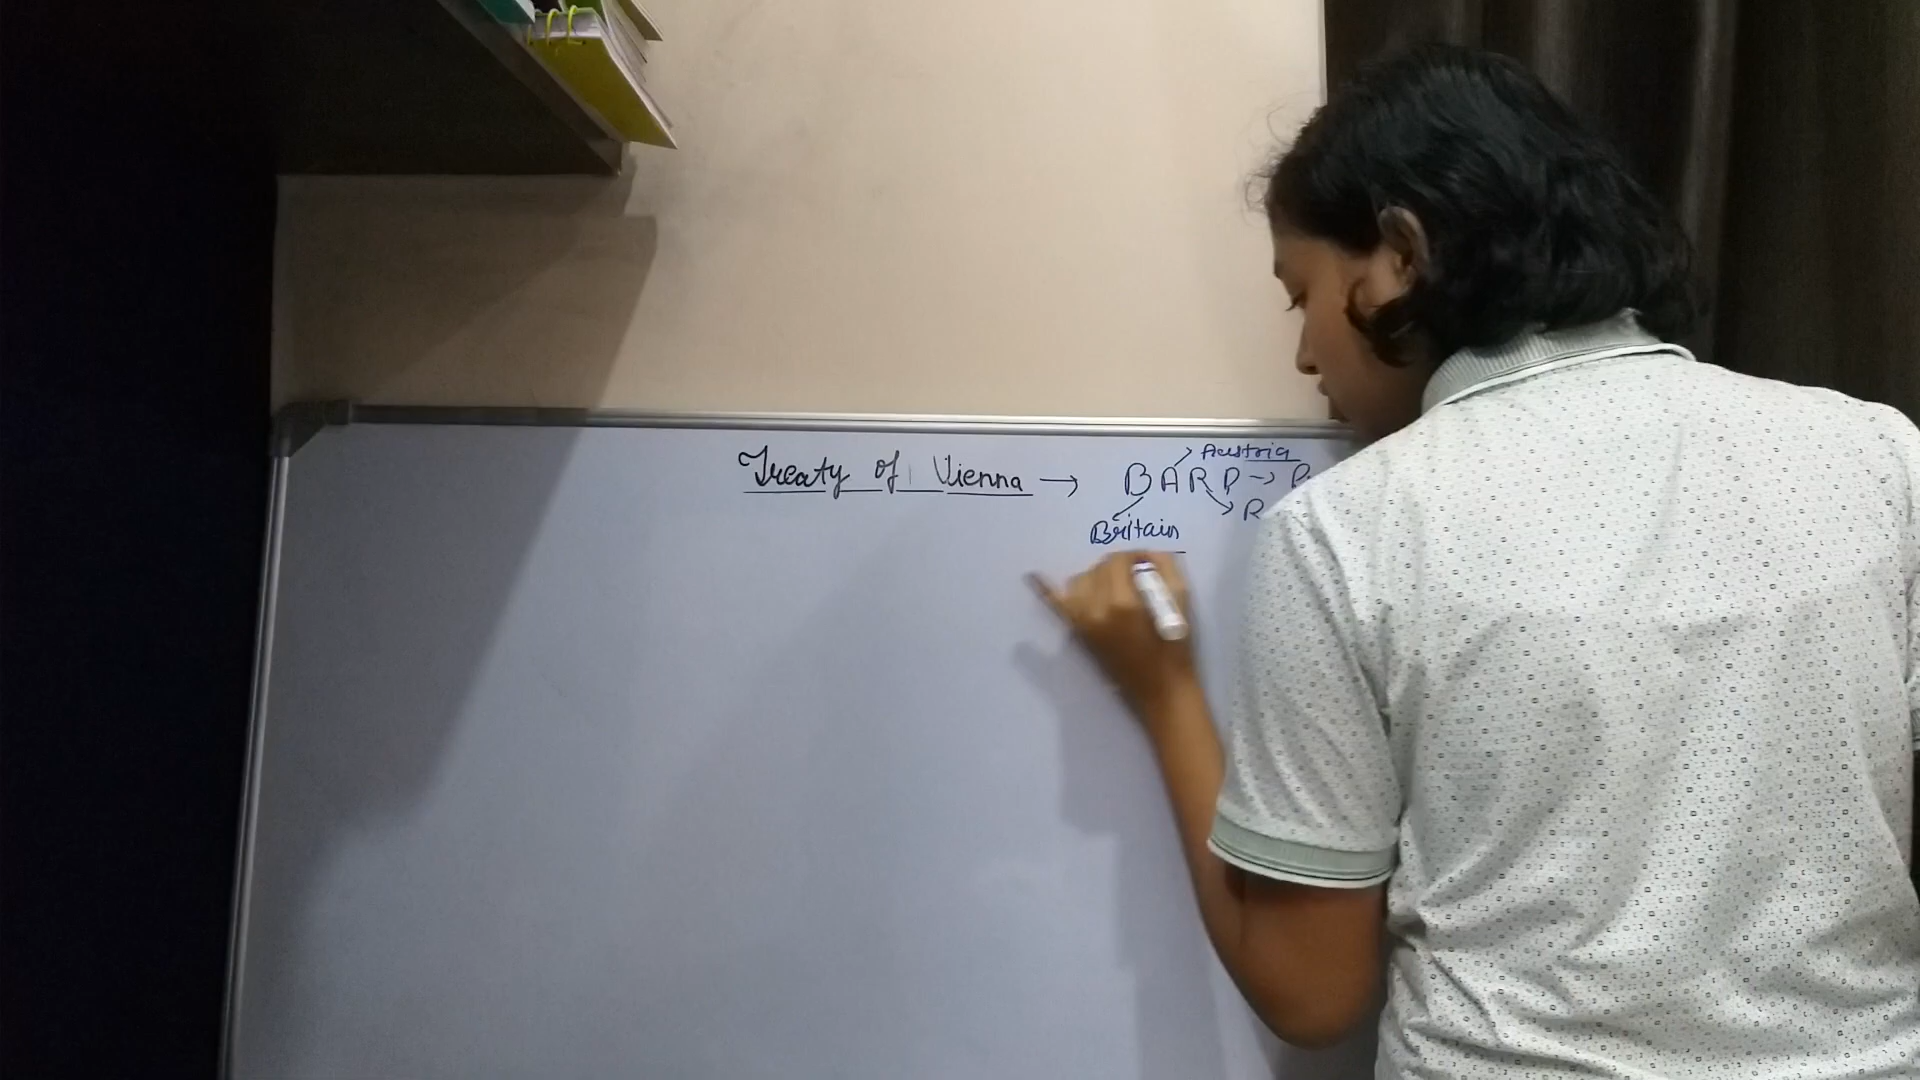 Austria
Treaty of Vienna → BARP →
Britain